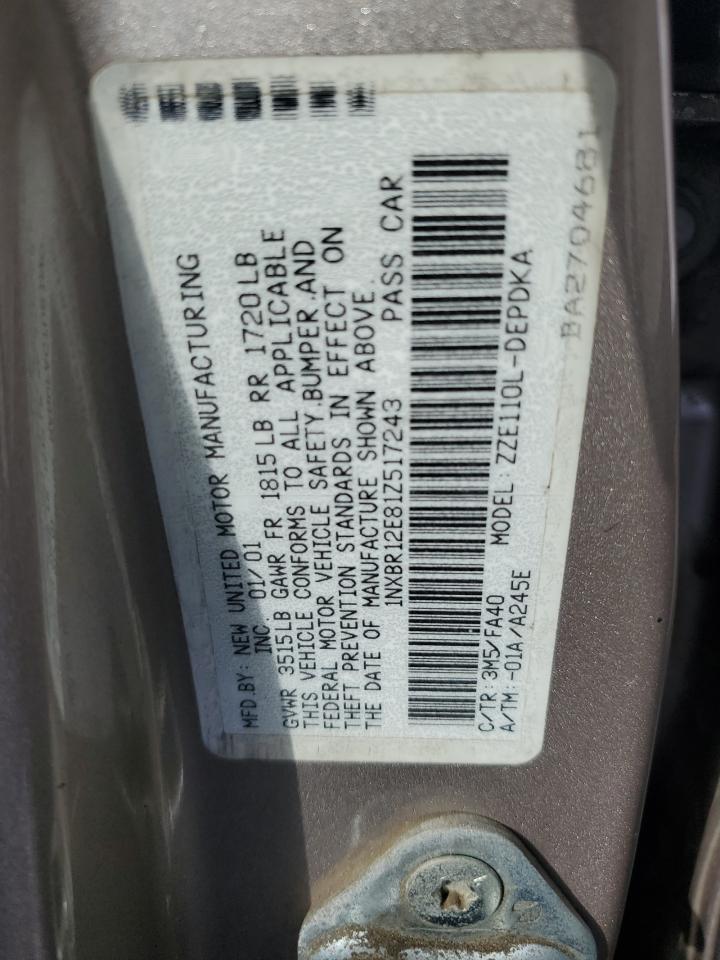 MFD.BY: NEW UNITED MOTOR MANUFACTURING
INC. 01/01
GVWR 3515LB GAWR FR 1815LB RR 1720LB
THIS VEHICLE CONFORMS TO ALL APPLICABLE
FEDERAL MOTOR VEHICLE SAFETY.BUMPER.AND
THEFT PREVENTION STANDARDS IN EFFECT ON
THE DATE OF MANUFACTURE SHOWN ABOVE.
1NXBR12E81Z517243 PASS CAR
C/TR: 3M5/FA40 MODEL: ZZE110L-DEPDKA
A/TM:-01A/A245E
BA2704681